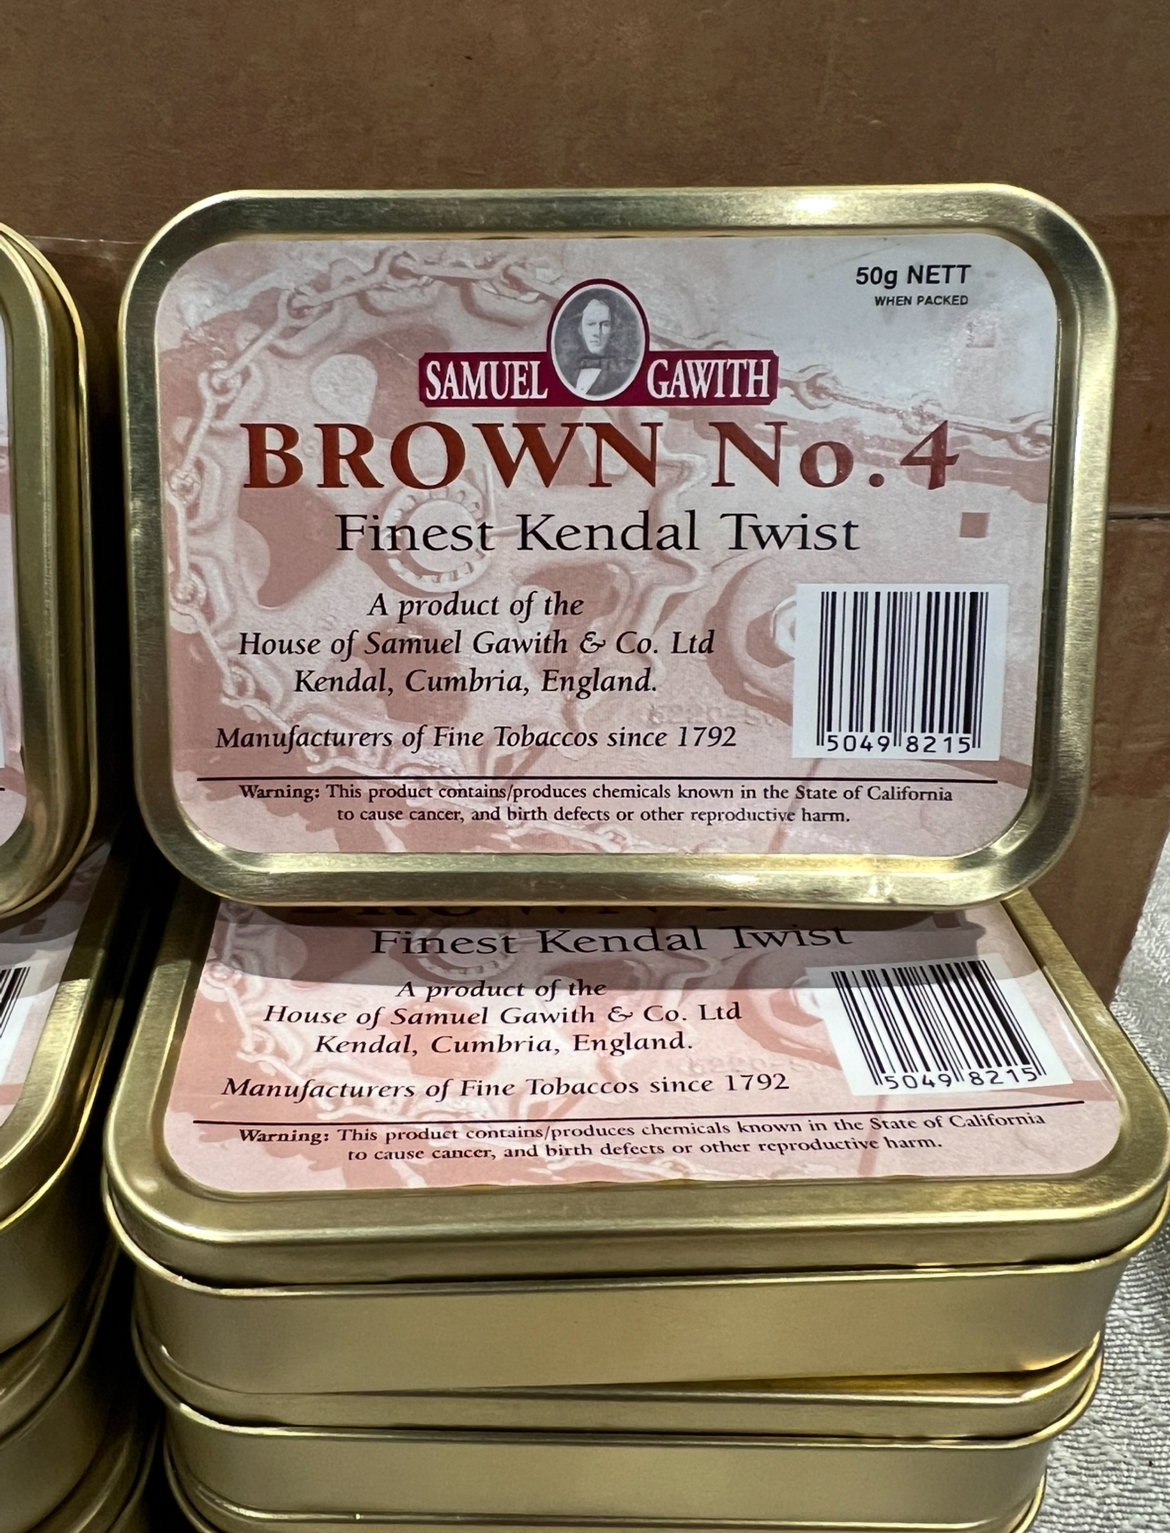 50g NETT
WHEN PACKED
SAMUEL GAWITH
BROWN No.4
Finest Kendal Twist
A product of the
House of Samuel Gawith & Co. Ltd
Kendal, Cumbria, England.
Manufacturers of Fine Tobaccos since 1792
5049 8215
Warning: This product contains/produces chemicals known in the State of California
to cause cancer, and birth defects or other reproductive harm.
BROWN
Finest Kendal Twist
A product of the
House of Samuel Gawith & Co. Ltd
Kendal, Cumbria, England.
Manufacturers of Fine Tobaccos since 1792
5049 8215
Warning: This product contains/produces chemicals known in the State of California
to cause cancer, and birth defects or other reproductive harm.